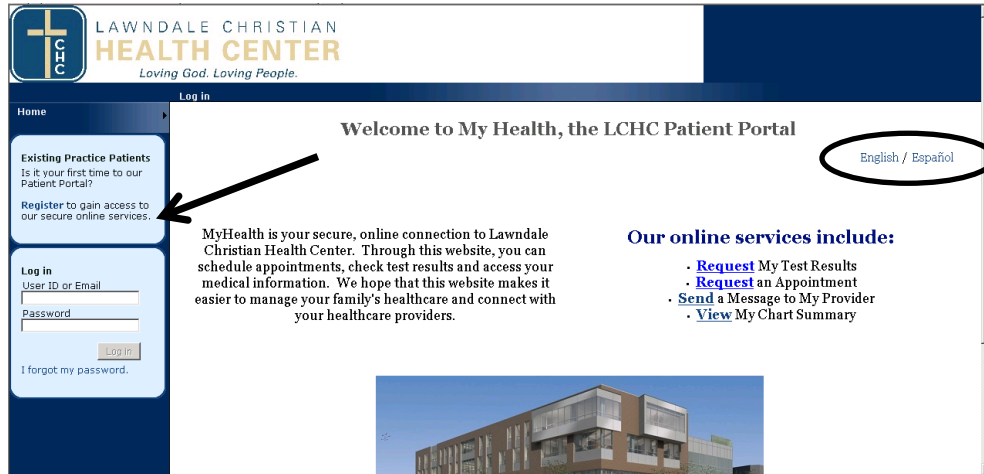 LAWNDALE CHRISTIAN
HEALTH CENTER
Loving God. Loving People.
CHC
Log in
Home
Existing Practice Patients
Is it your first time to our
Patient Portal?
Register to gain access to
our secure online services.
Log in
User ID or Email
Password
Log in
I forgot my password.
Welcome to My Health, the LCHC Patient Portal
English / Español
MyHealth is your secure, online connection to Lawndale
Christian Health Center.  Through this website, you can
schedule appointments, check test results and access your
medical information.  We hope that this website makes it
easier to manage your family's healthcare and connect with
your healthcare providers.
Our online services include:
• Request My Test Results
• Request an Appointment
• Send a Message to My Provider
• View My Chart Summary